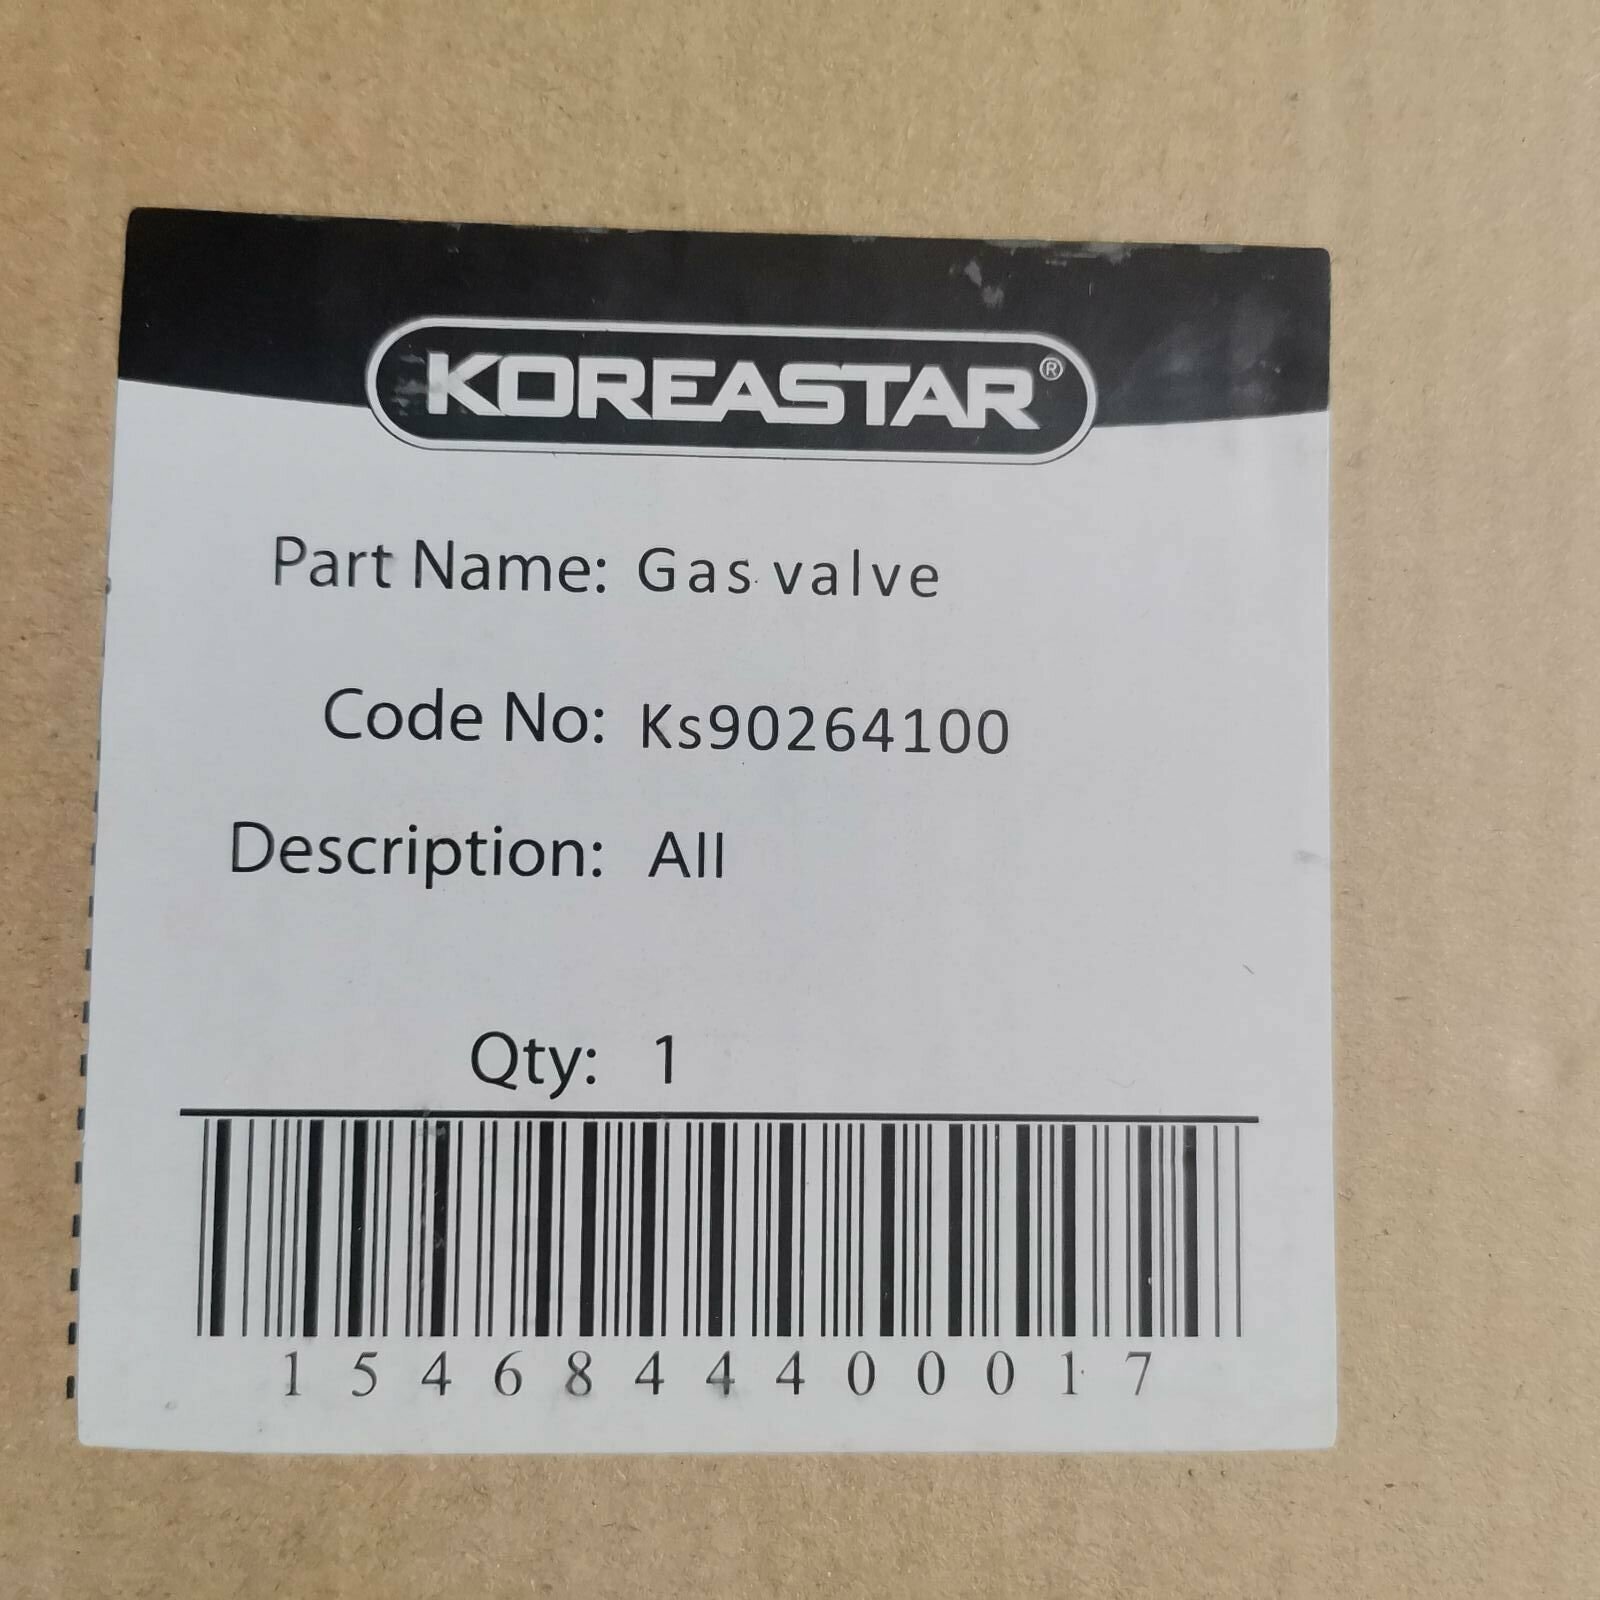 KOREASTAR®
Part Name: Gas valve
Code No: Ks90264100
Description: All
Qty: 1
1546844400017